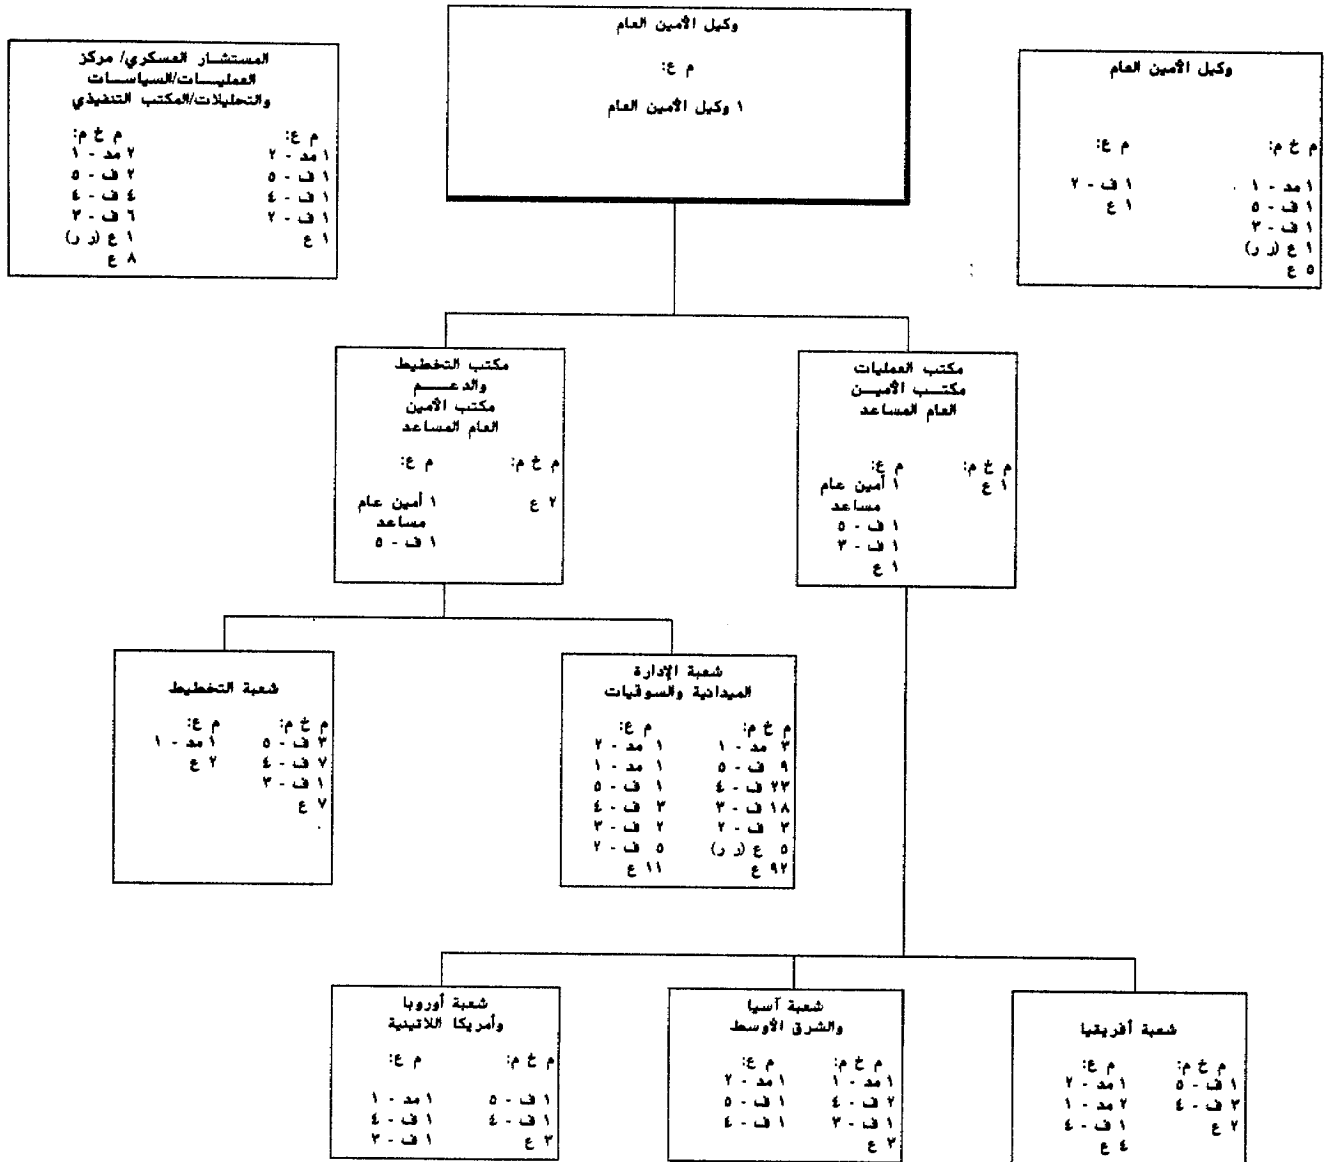 وكيل الأمين العام
م ع:
١ وكيل الأمين العام
وكيل الأمين العام
م خ م: م ع:
١ مد - ١ ١ ف - ٢
١ ف - ٥ ١ ع
١ ف - ٣
١ ع (ر ر)
٥ ع
المستشار العسكري/ مركز
العمليات/السياسات
والتحليلات/المكتب التنفيذي
م ع: م خ م:
١ مد - ٢ ٢ مد - ١
١ ف - ٥ ٢ ف - ٥
١ ف - ٤ ٤ ف - ٤
١ ف - ٢ ٦ ف - ٣
١ ع ١ ع (ر ر)
٨ ع
مكتب العمليات
مكتب الأمين
العام المساعد
م خ م: م ع:
١ ع ١ أمين عام
مساعد
١ ف - ٥
١ ف - ٣
١ ع
مكتب التخطيط
والدعم
مكتب الأمين
العام المساعد
م خ م: م ع:
٢ ع ١ أمين عام
مساعد
١ ف - ٥
شعبة الإدارة
الميدانية والسوقيات
م خ م: م ع:
٣ مد - ١ ١ مد - ٢
٩ ف - ٥ ١ مد - ١
٢٣ ف - ٤ ١ ف - ٥
١٨ ف - ٣ ٣ ف - ٤
٣ ف - ٢ ٢ ف - ٣
٥ ع (ر ر) ٥ ف - ٢
٩٢ ع ١١ ع
شعبة التخطيط
م خ م: م ع:
٣ ف - ٥ ١ مد - ١
٧ ف - ٤ ٢ ع
١ ف - ٣
٧ ع
شعبة أفريقيا
م خ م: م ع:
١ ف - ٥ ١ مد - ٢
٣ ف - ٤ ٢ مد - ١
٢ ع ١ ف - ٤
٤ ع
شعبة آسيا
والشرق الأوسط
م خ م: م ع:
١ مد - ١ ١ مد - ٢
٢ ف - ٤ ١ ف - ٥
١ ف - ٣ ١ ف - ٤
٣ ع
شعبة أوروبا
وأمريكا اللاتينية
م خ م: م ع:
١ ف - ٥ ١ مد - ١
١ ف - ٤ ١ ف - ٤
٣ ع ١ ف - ٣